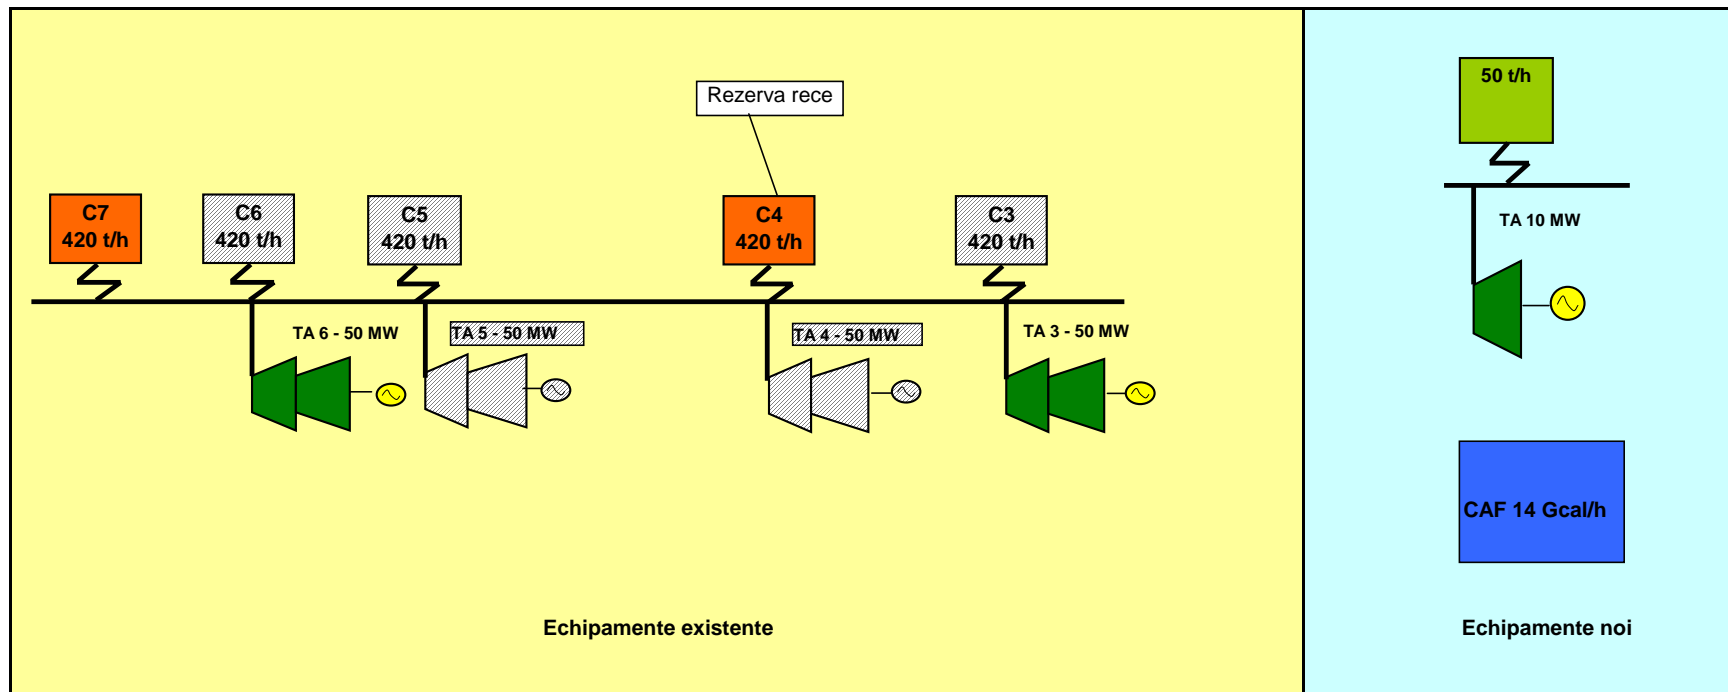 50 t/h
Rezerva rece
C7
420 t/h
C6
420 t/h
C5
420 t/h
C4
420 t/h
C3
420 t/h
TA 10 MW
TA 6 - 50 MW
TA 5 - 50 MW
TA 4 - 50 MW
TA 3 - 50 MW
CAF 14 Gcal/h
Echipamente existente
Echipamente noi